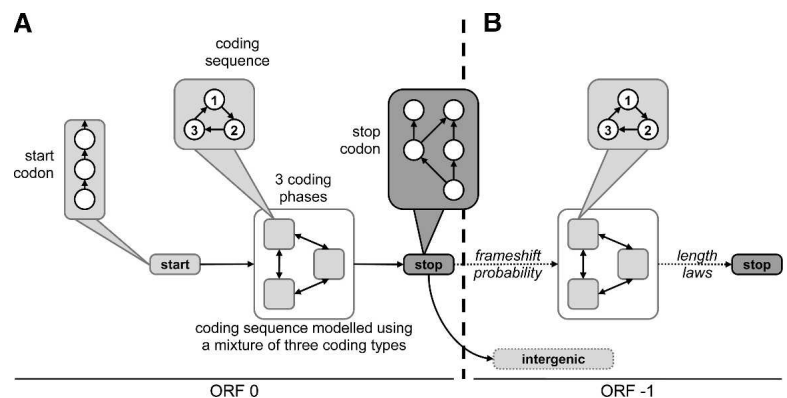 A
B
coding
sequence
1
3
2
start
codon
stop
codon
3 coding
phases
1
3
2
start
stop
frameshift
probability
length
laws
stop
coding sequence modelled using
a mixture of three coding types
intergenic
ORF 0
ORF -1